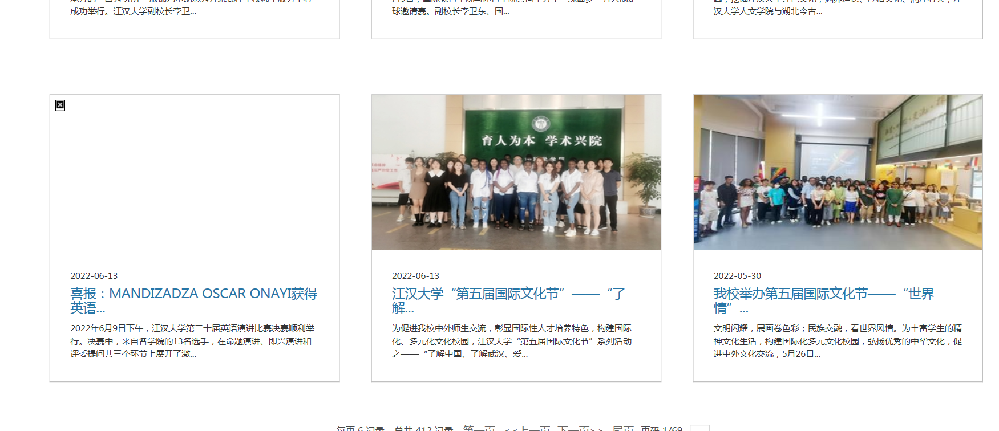 成功举行。江汉大学副校长李卫...
球邀请赛。副校长李卫东、国...
汉大学人文学院与湖北今古...
育人为本 学术兴院
2022-06-13
喜报：MANDIZADZA OSCAR ONAYI获得
英语...
2022年6月9日下午，江汉大学第二十届英语演讲比赛决赛顺利举
行。决赛中，来自各学院的13名选手，在命题演讲、即兴演讲和
评委提问共三个环节上展开了激...
2022-06-13
江汉大学“第五届国际文化节”——“了
解...
为促进我校中外师生交流，彰显国际性人才培养特色，构建国际
化、多元化文化校园，江汉大学“第五届国际文化节”系列活动
之——“了解中国、了解武汉、爱...
2022-05-30
我校举办第五届国际文化节——“世界
情”...
文明闪耀，展画卷色彩；民族交融，看世界风情。为丰富学生的精
神文化生活，构建国际化多元文化校园，弘扬优秀的中华文化，促
进中外文化交流，5月26日...
每页 6 记录 总共 412 记录 第一页 <<上一页 下一页>> 尾页 页码 1/69